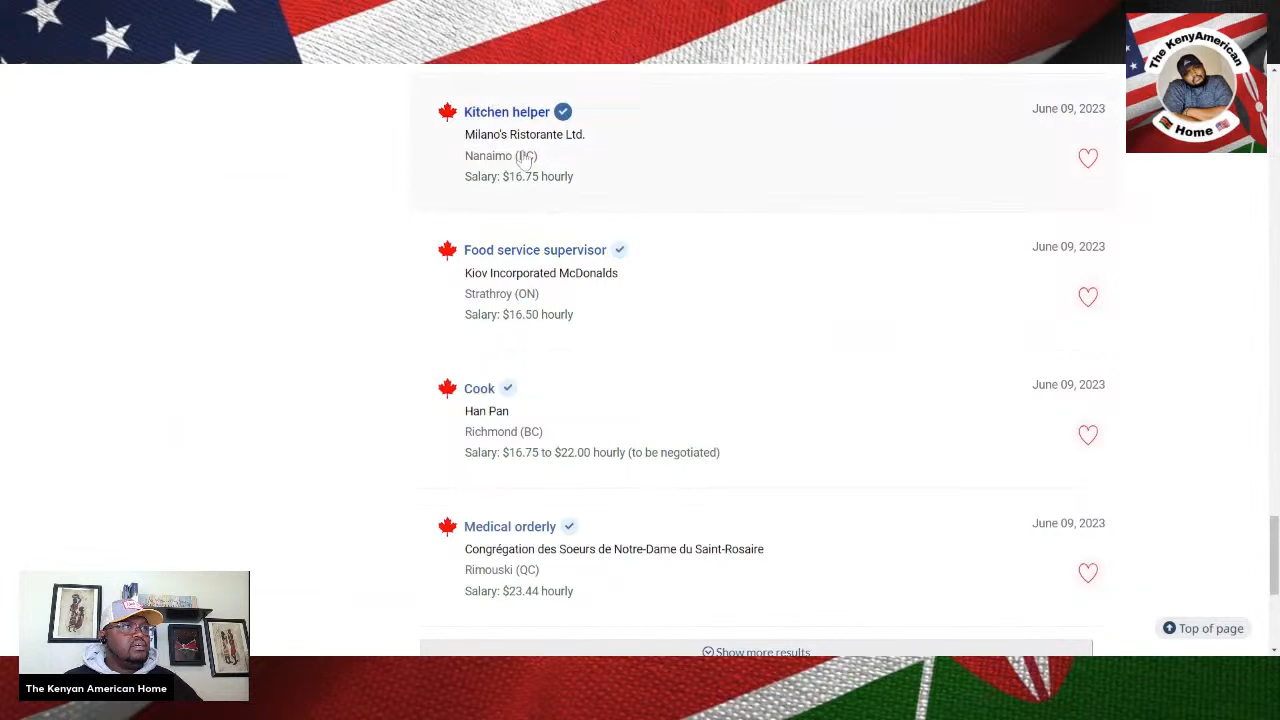 The KenyAmerican
Home
Kitchen helper
June 09, 2023
Milano's Ristorante Ltd.
Nanaimo
Salary: $16.75 hourly
Food service supervisor
June 09, 2023
Kiov Incorporated McDonalds
Strathroy (ON)
Salary: $16.50 hourly
Cook
June 09, 2023
Han Pan
Richmond (BC)
Salary: $16.75 to $22.00 hourly (to be negotiated)
Medical orderly
June 09, 2023
Congrégation des Soeurs de Notre-Dame du Saint-Rosaire
Rimouski (QC)
Salary: $23.44 hourly
Top of page
Show more results
The Kenyan American Home